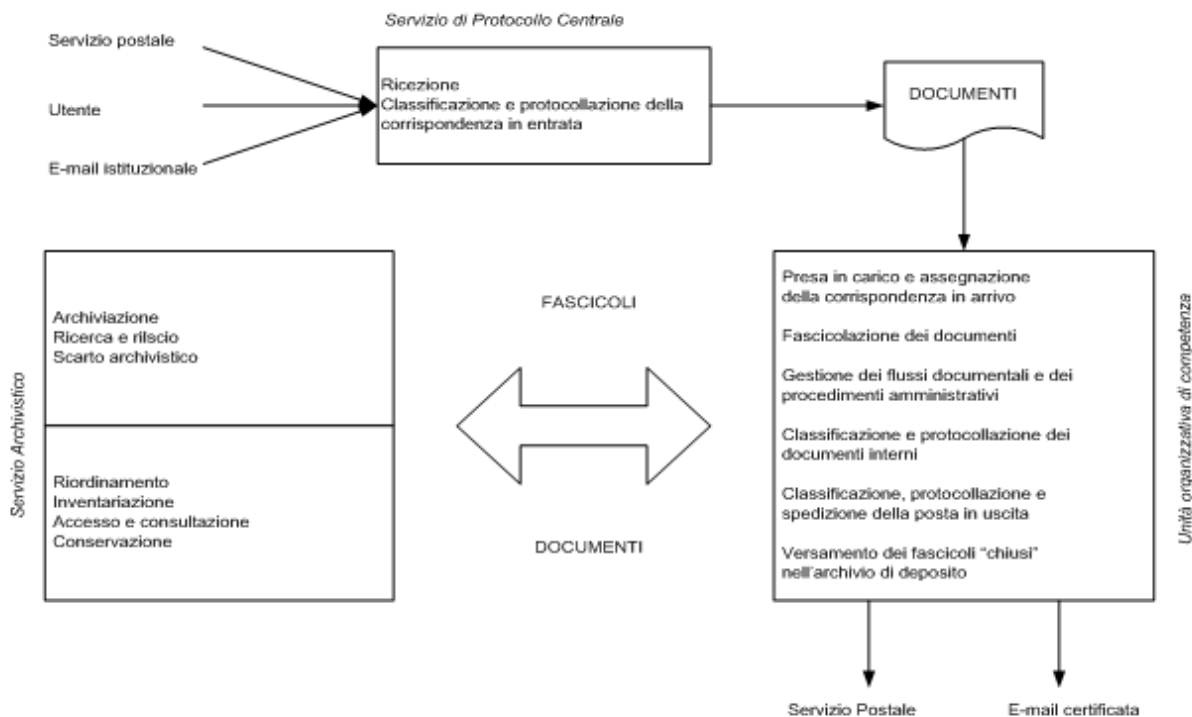 Servizio di Protocollo Centrale
Servizio postale
Utente
E-mail istituzionale
Ricezione
Classificazione e protocollazione della
corrispondenza in entrata
DOCUMENTI
Servizio Archivistico
Archiviazione
Ricerca e rilscio
Scarto archivistico
Riordinamento
Inventariazione
Accesso e consultazione
Conservazione
FASCICOLI
DOCUMENTI
Presa in carico e assegnazione
della corrispondenza in arrivo
Fascicolazione dei documenti
Gestione dei flussi documentali e dei
procedimenti amministrativi
Classificazione e protocollazione dei
documenti interni
Classificazione, protocollazione e
spedizione della posta in uscita
Versamento dei fascicoli “chiusi”
nell'archivio di deposito
Unità organizzativa di competenza
Servizio Postale
E-mail certificata